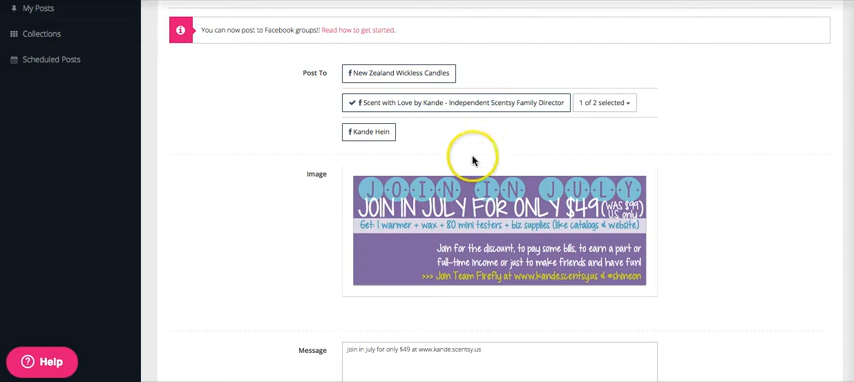 My Posts
Collections
Scheduled Posts
You can now post to Facebook groups!! Read how to get started.
Post To
New Zealand Wickless Candles
Scent with Love by Kande - Independent Scentsy Family Director
1 of 2 selected
Kande Hein
Image
JOIN IN JULY
JOIN IN JULY FOR ONLY $49 (WAS $99 U.S. only)
Get: 1 warmer + wax + 80 mini testers + biz supplies (like catalogs & website)
Join for the discount, to pay some bills, to earn a part or
full-time income or just to make friends and have fun!
>>> Join Team Firefly at www.kandescentsy.us & #shineon
Message
Join in July for only $49 at www.kande.scentsy.us
Help